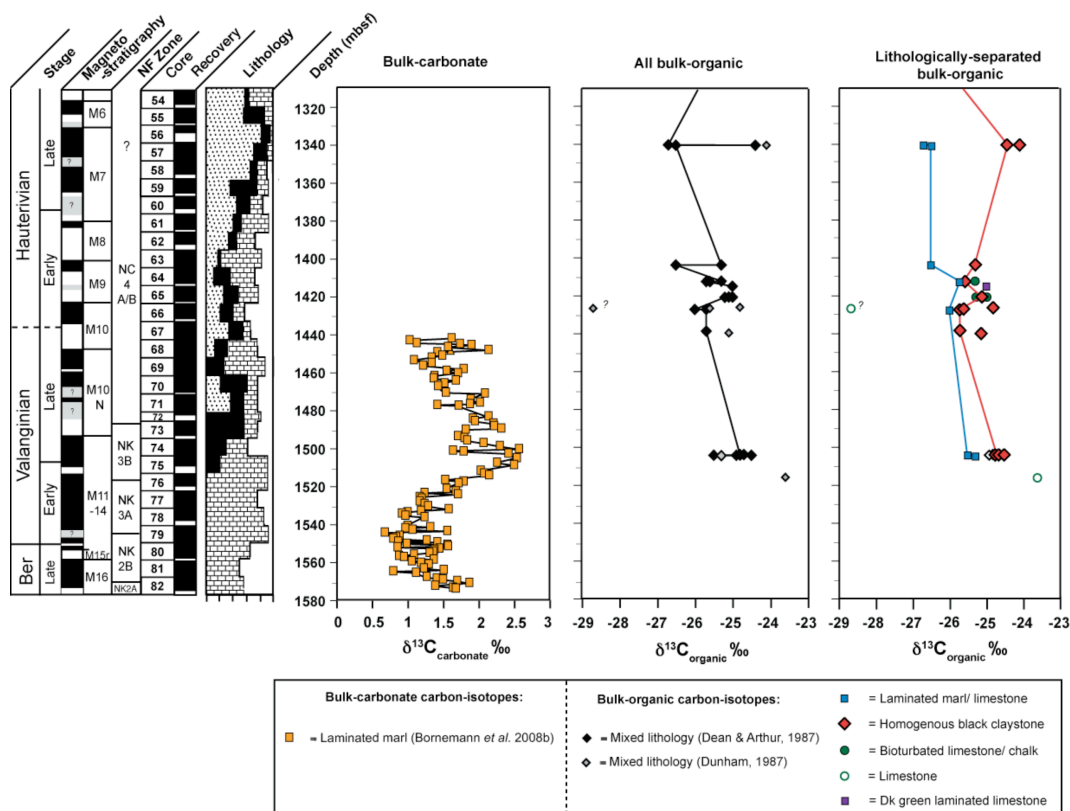 Stage
Magneto
-stratigraphy
NF Zone
Core
Recovery
Lithology
Depth (mbsf)
Bulk-carbonate
All bulk-organic
Lithologically-separated
bulk-organic
Hauterivian
Valanginian
Ber
Late
Early
Late
Early
Late
M6
?
M7
?
M8
M9
M10
?
M10
N
?
M11
-14
?
M15r
M16
?
NC
4
A/B
NK
3B
NK
3A
NK
2B
NK2A
54
55
56
57
58
59
60
61
62
63
64
65
66
67
68
69
70
71
72
73
74
75
76
77
78
79
80
81
82
1320
1340
1360
1380
1400
1420
1440
1460
1480
1500
1520
1540
1560
1580
?
?
0 0.5 1 1.5 2 2.5 3
-29 -28 -27 -26 -25 -24 -23
-29 -28 -27 -26 -25 -24 -23
δ13Ccarbonate‰
δ13Corganic‰
δ13Corganic‰
Bulk-carbonate carbon-isotopes:
= Laminated marl (Bornemann et al. 2008b)
Bulk-organic carbon-isotopes:
= Mixed lithology (Dean & Arthur, 1987)
= Mixed lithology (Dunham, 1987)
= Laminated marl/ limestone
= Homogenous black claystone
= Bioturbated limestone/ chalk
= Limestone
= Dk green laminated limestone